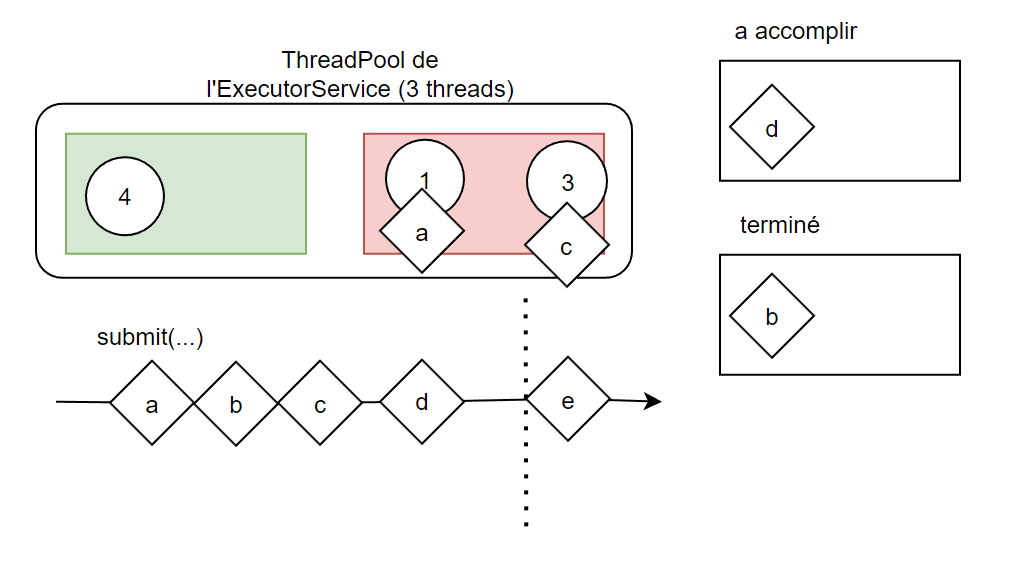 a accomplir
ThreadPool de
l'ExecutorService (3 threads)
d
4
1
3
a
c
terminé
b
submit(...)
a
b
c
d
e